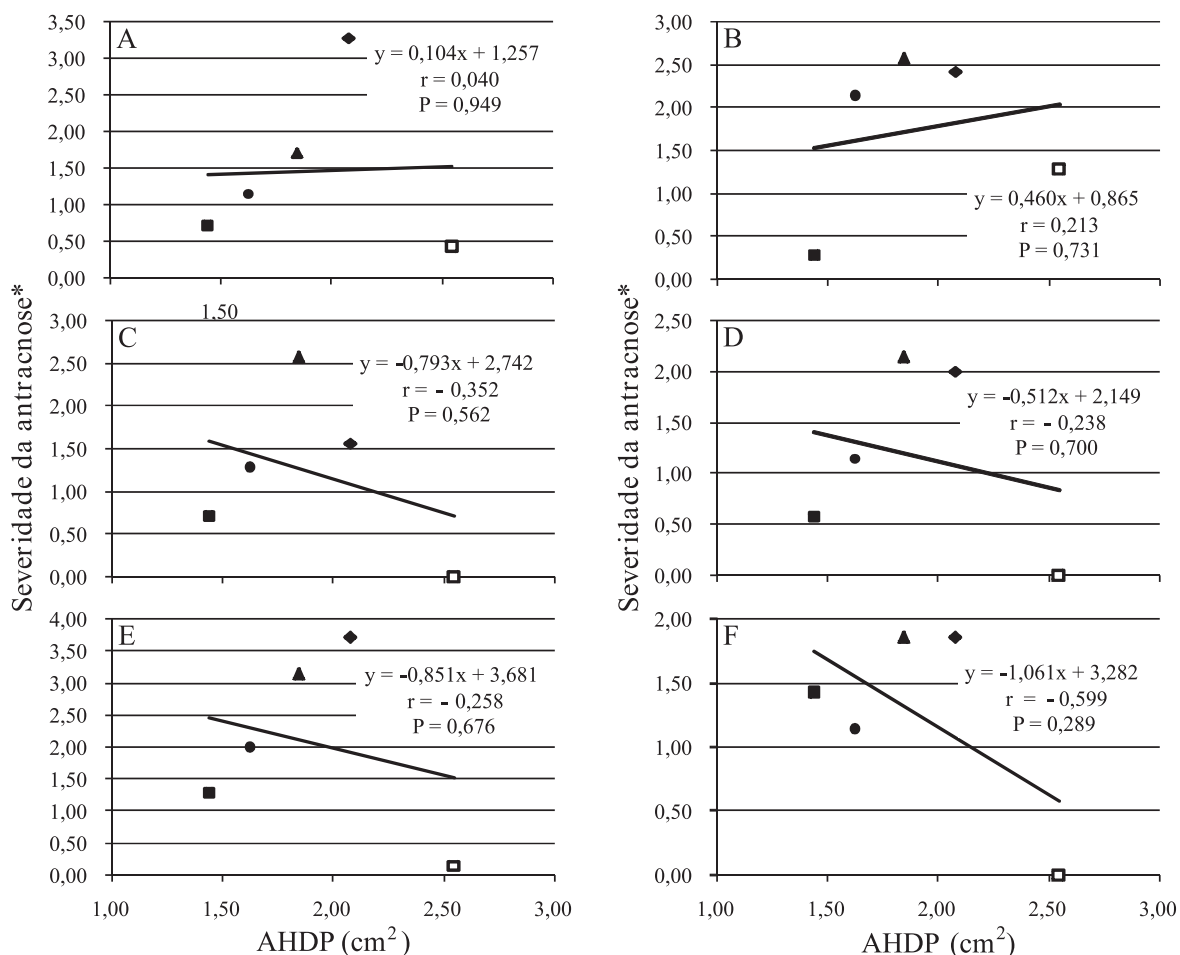 A
3,50
3,00
2,50
2,00
1,50
1,00
0,50
0,00
y = 0,104x + 1,257
r = 0,040
P = 0,949
B
3,00
2,50
2,00
1,50
1,00
0,50
0,00
y = 0,460x + 0,865
r = 0,213
P = 0,731
1,50
C
3,00
2,50
2,00
1,50
1,00
0,50
0,00
y = -0,793x + 2,742
r = - 0,352
P = 0,562
D
2,50
2,00
1,50
1,00
0,50
0,00
y = -0,512x + 2,149
r = - 0,238
P = 0,700
Severidade da antracnose*
Severidade da antracnose*
E
4,00
3,50
3,00
2,50
2,00
1,50
1,00
0,50
0,00
y = -0,851x + 3,681
r = - 0,258
P = 0,676
1,00 1,50 2,00 2,50 3,00
AHDP (cm²)
F
2,00
1,50
1,00
0,50
0,00
y = -1,061x + 3,282
r = - 0,599
P = 0,289
1,00 1,50 2,00 2,50 3,00
AHDP (cm²)